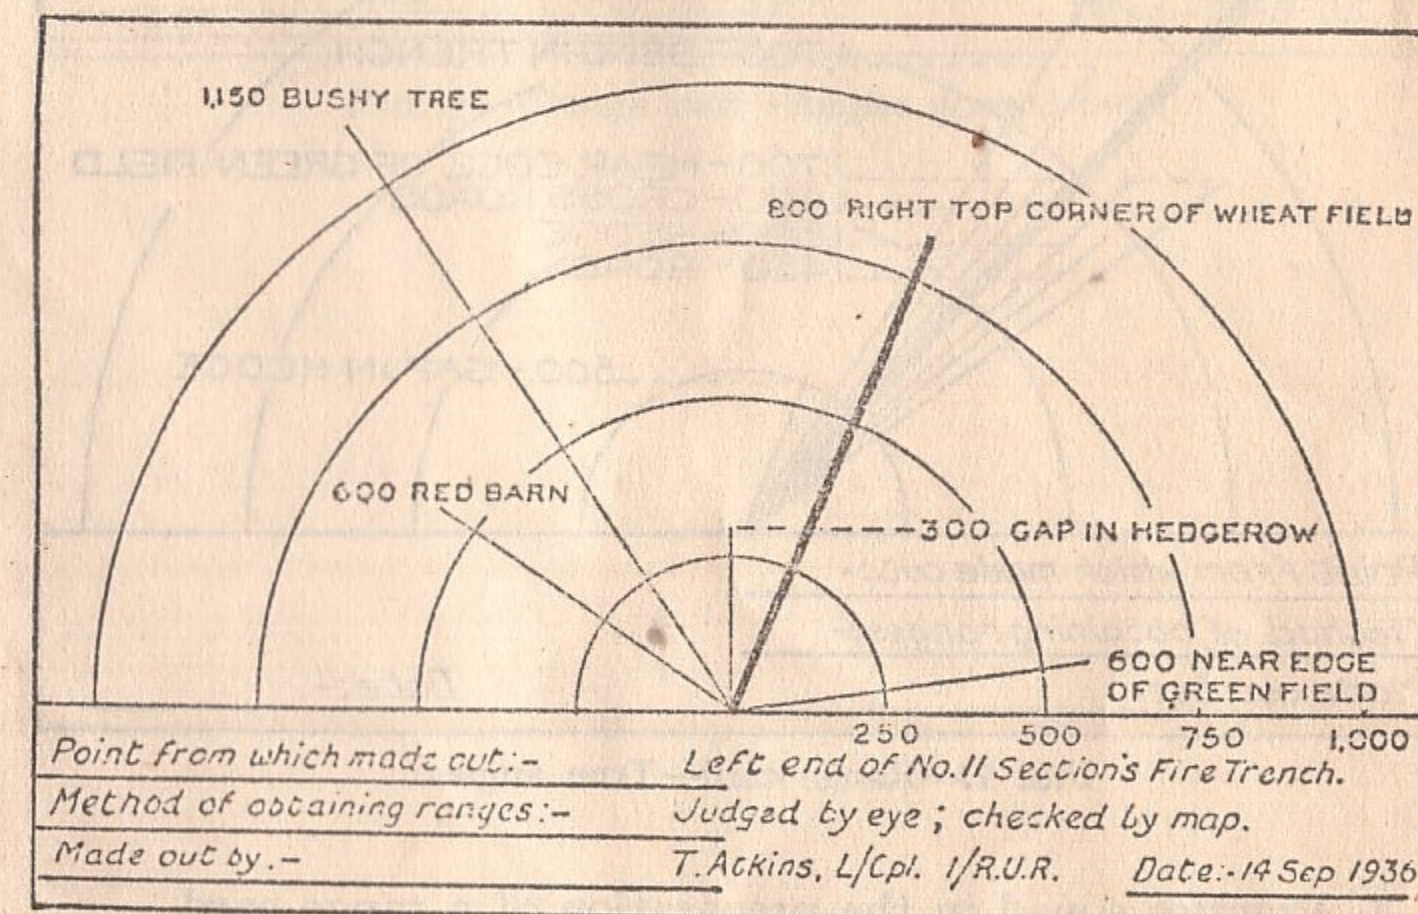 1,150 BUSHY TREE
800 RIGHT TOP CORNER OF WHEAT FIELD
600 RED BARN
300 GAP IN HEDGEROW
600 NEAR EDGE
OF GREEN FIELD
250 500 750 1,000
Point from which made out:- Left end of No. 11 Section's Fire Trench.
Method of obtaining ranges:- Judged by eye; checked by map.
Made out by.- T. Atkins, L/Cpl. 1/R.U.R. Date:- 14 Sep 1936